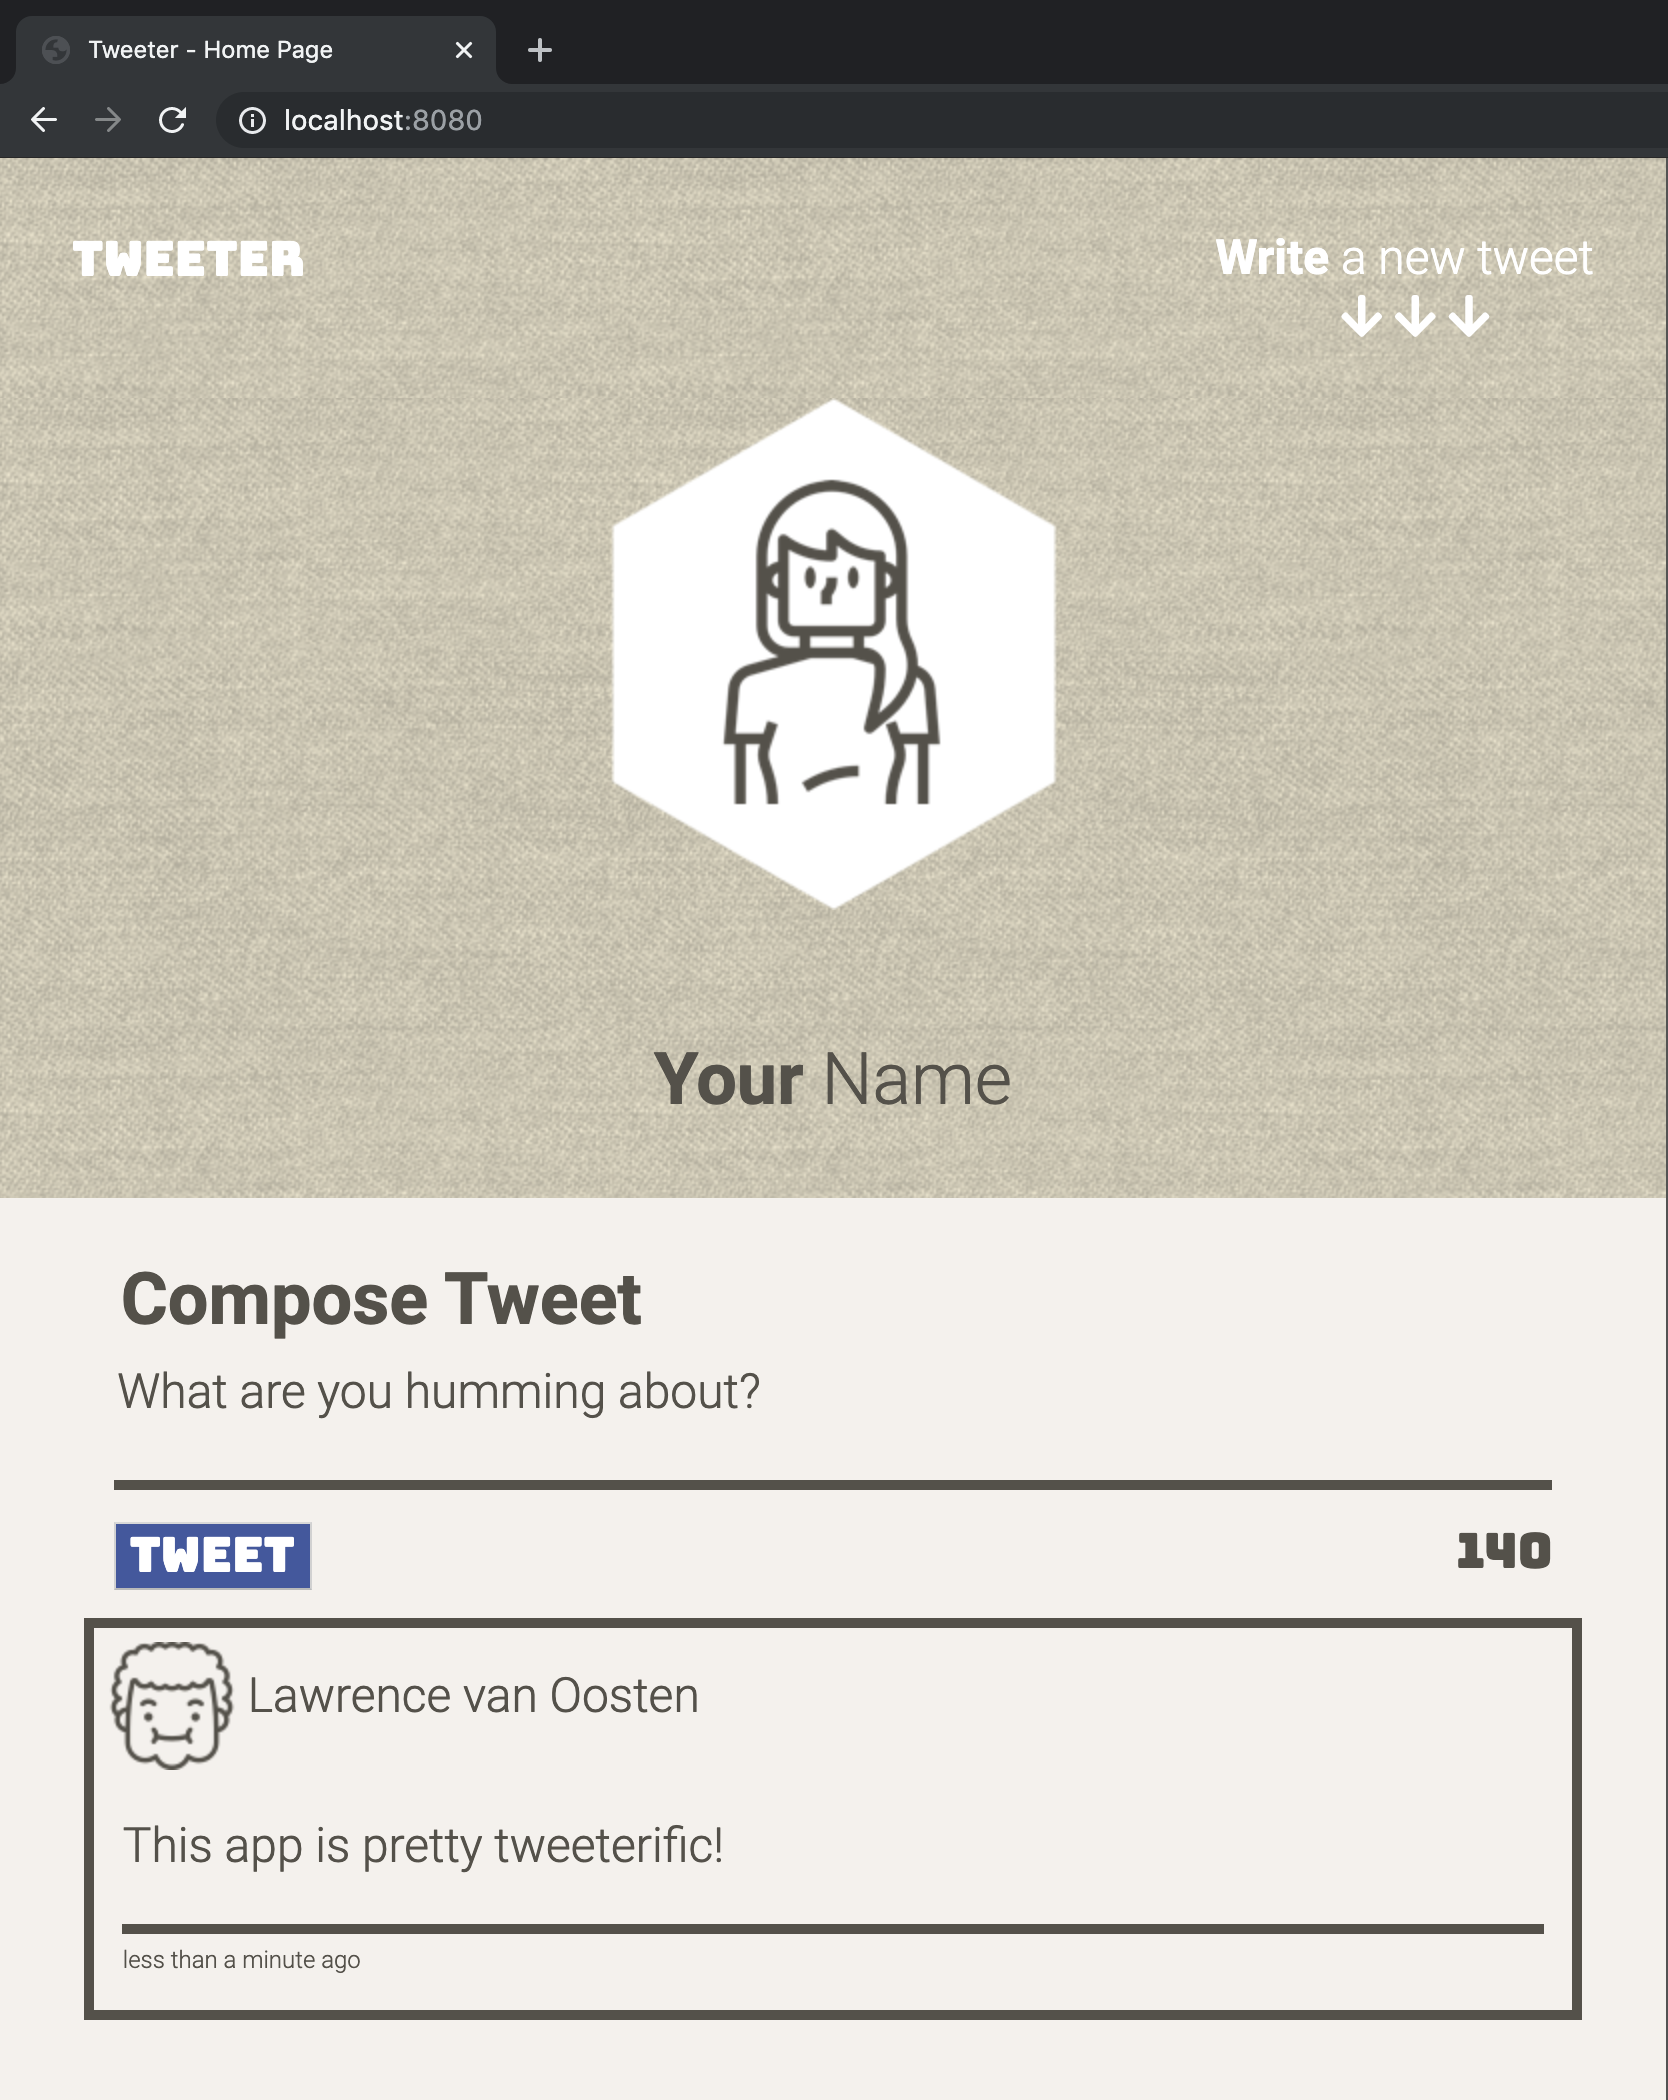 Tweeter - Home Page
localhost:8080
TWEETER
Write a new tweet
Your Name
Compose Tweet
What are you humming about?
TWEET
140
Lawrence van Oosten
This app is pretty tweeterific!
less than a minute ago